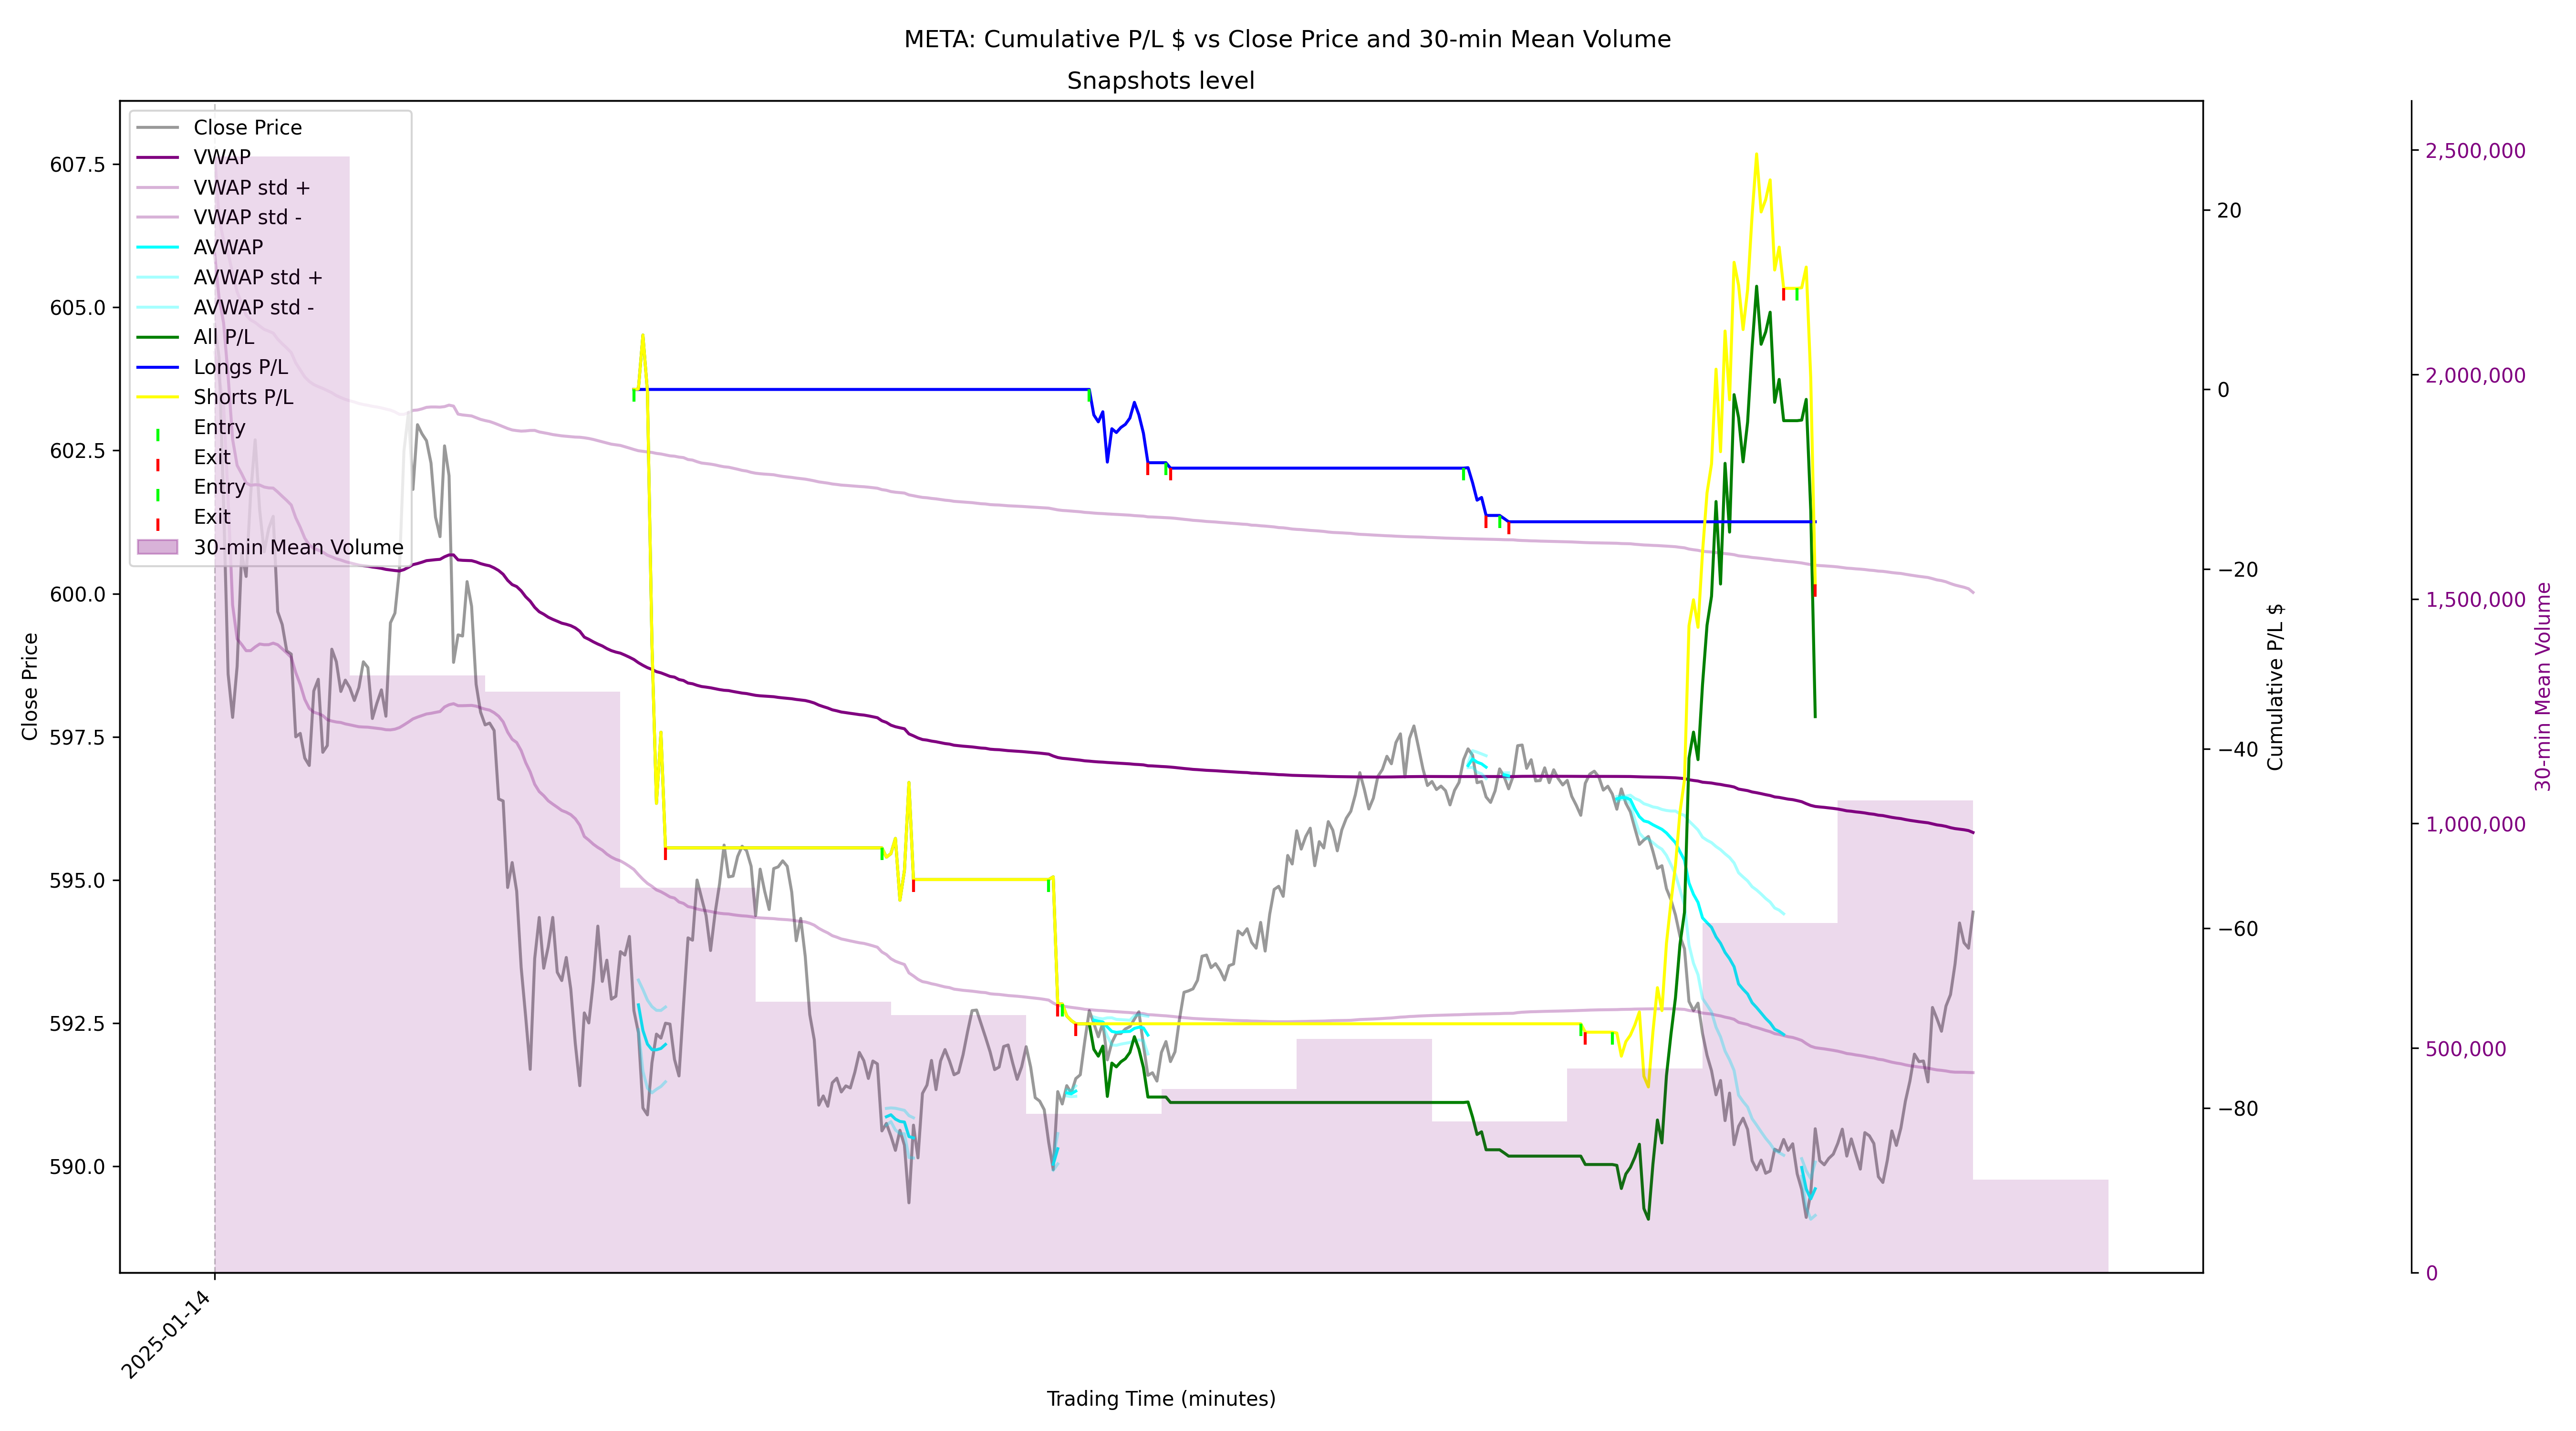 META: Cumulative P/L $ vs Close Price and 30-min Mean Volume
Snapshots level
Close Price
VWAP
VWAP std +
VWAP std -
AVWAP
AVWAP std +
AVWAP std -
All P/L
Longs P/L
Shorts P/L
Entry
Exit
Entry
Exit
30-min Mean Volume
607.5
605.0
602.5
600.0
597.5
595.0
592.5
590.0
Close Price
20
0
−20
−40
−60
−80
Cumulative P/L $
2,500,000
2,000,000
1,500,000
1,000,000
500,000
0
30-min Mean Volume
2025-01-14
Trading Time (minutes)